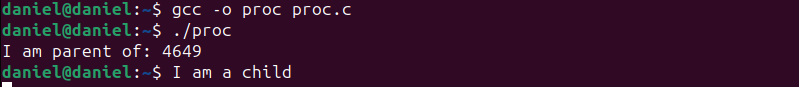 daniel@daniel:~$ gcc -o proc proc.c
daniel@daniel:~$ ./proc
I am parent of: 4649
daniel@daniel:~$ I am a child